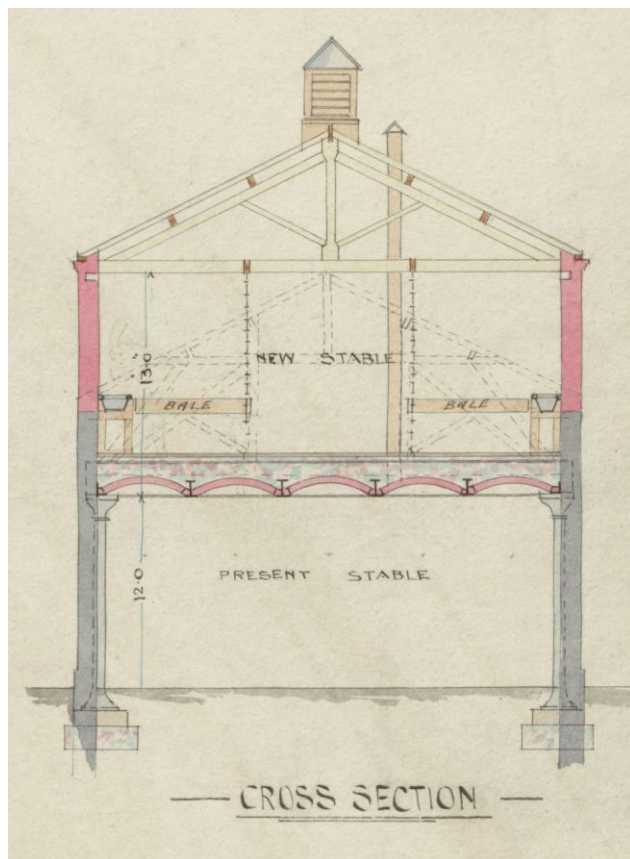 NEW STABLE
13.0
BALE BALE
PRESENT STABLE
12.0
CROSS SECTION